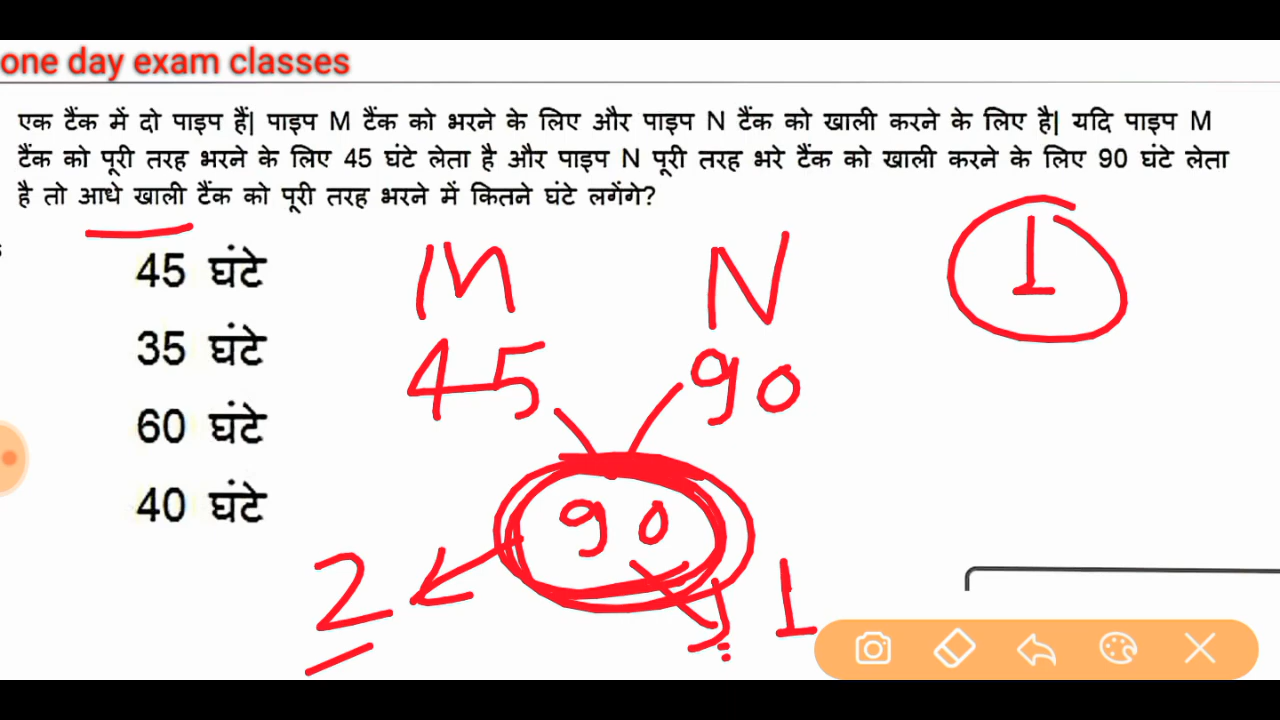 one day exam classes
एक टैंक में दो पाइप हैं| पाइप M टैंक को भरने के लिए और पाइप N टैंक को खाली करने के लिए है| यदि पाइप M
टैंक को पूरी तरह भरने के लिए 45 घंटे लेता है और पाइप N पूरी तरह भरे टैंक को खाली करने के लिए 90 घंटे लेता
है तो आधे खाली टैंक को पूरी तरह भरने में कितने घंटे लगेंगे?
45 घंटे
35 घंटे
60 घंटे
40 घंटे
M N 1
45 90
90
2 1